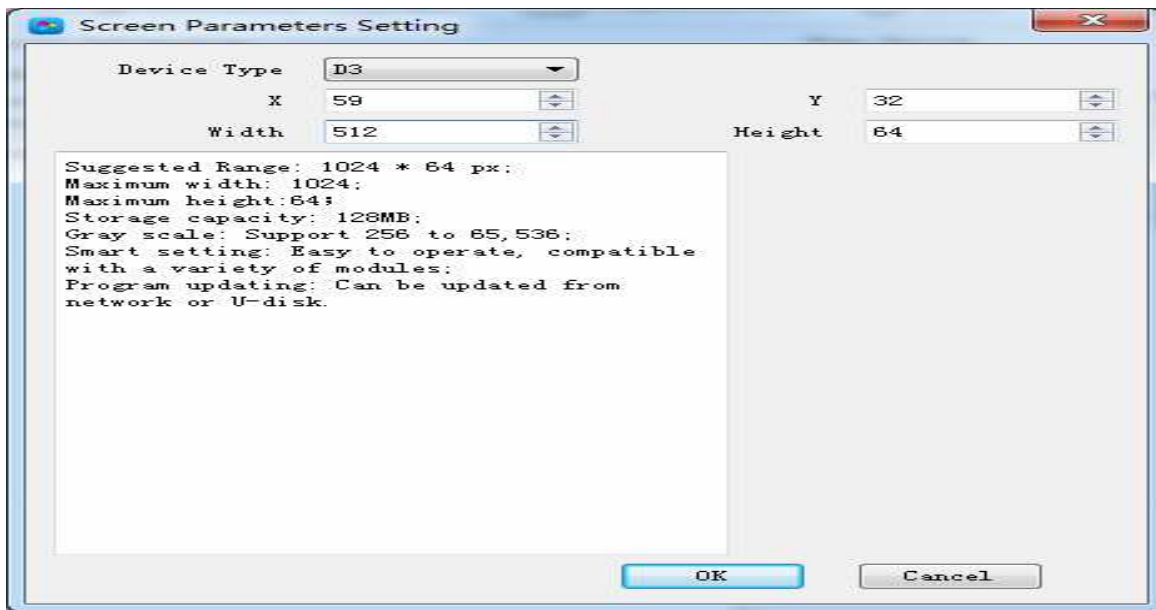 Screen Parameters Setting
Device Type D3
X 59 Y 32
Width 512 Height 64
Suggested Range: 1024 * 64 px;
Maximum width: 1024;
Maximum height:64;
Storage capacity: 128MB;
Gray scale: Support 256 to 65,536;
Smart setting: Easy to operate, compatible
with a variety of modules;
Program updating: Can be updated from
network or U-disk.
OK Cancel